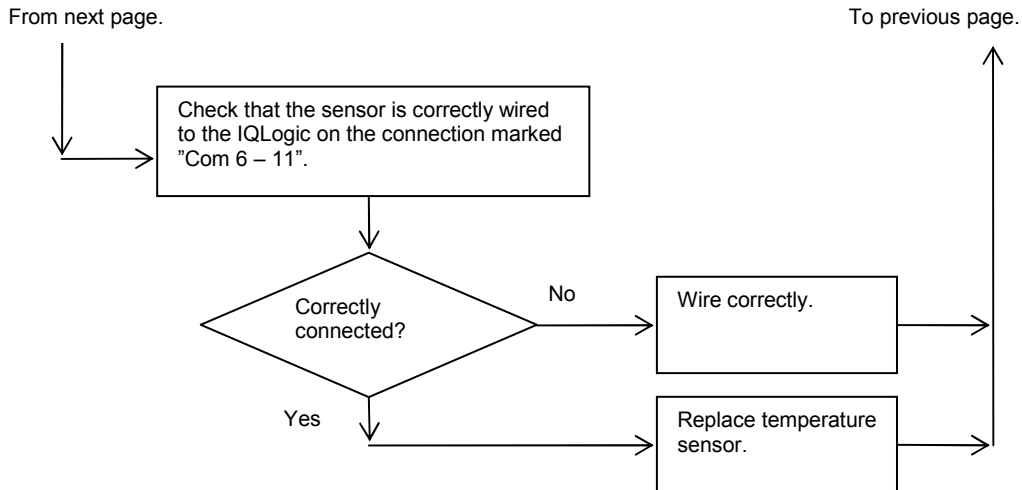 From next page.
To previous page.
Check that the sensor is correctly wired
to the IQLogic on the connection marked
”Com 6 – 11”.
Correctly
connected?
No
Wire correctly.
Yes
Replace temperature
sensor.